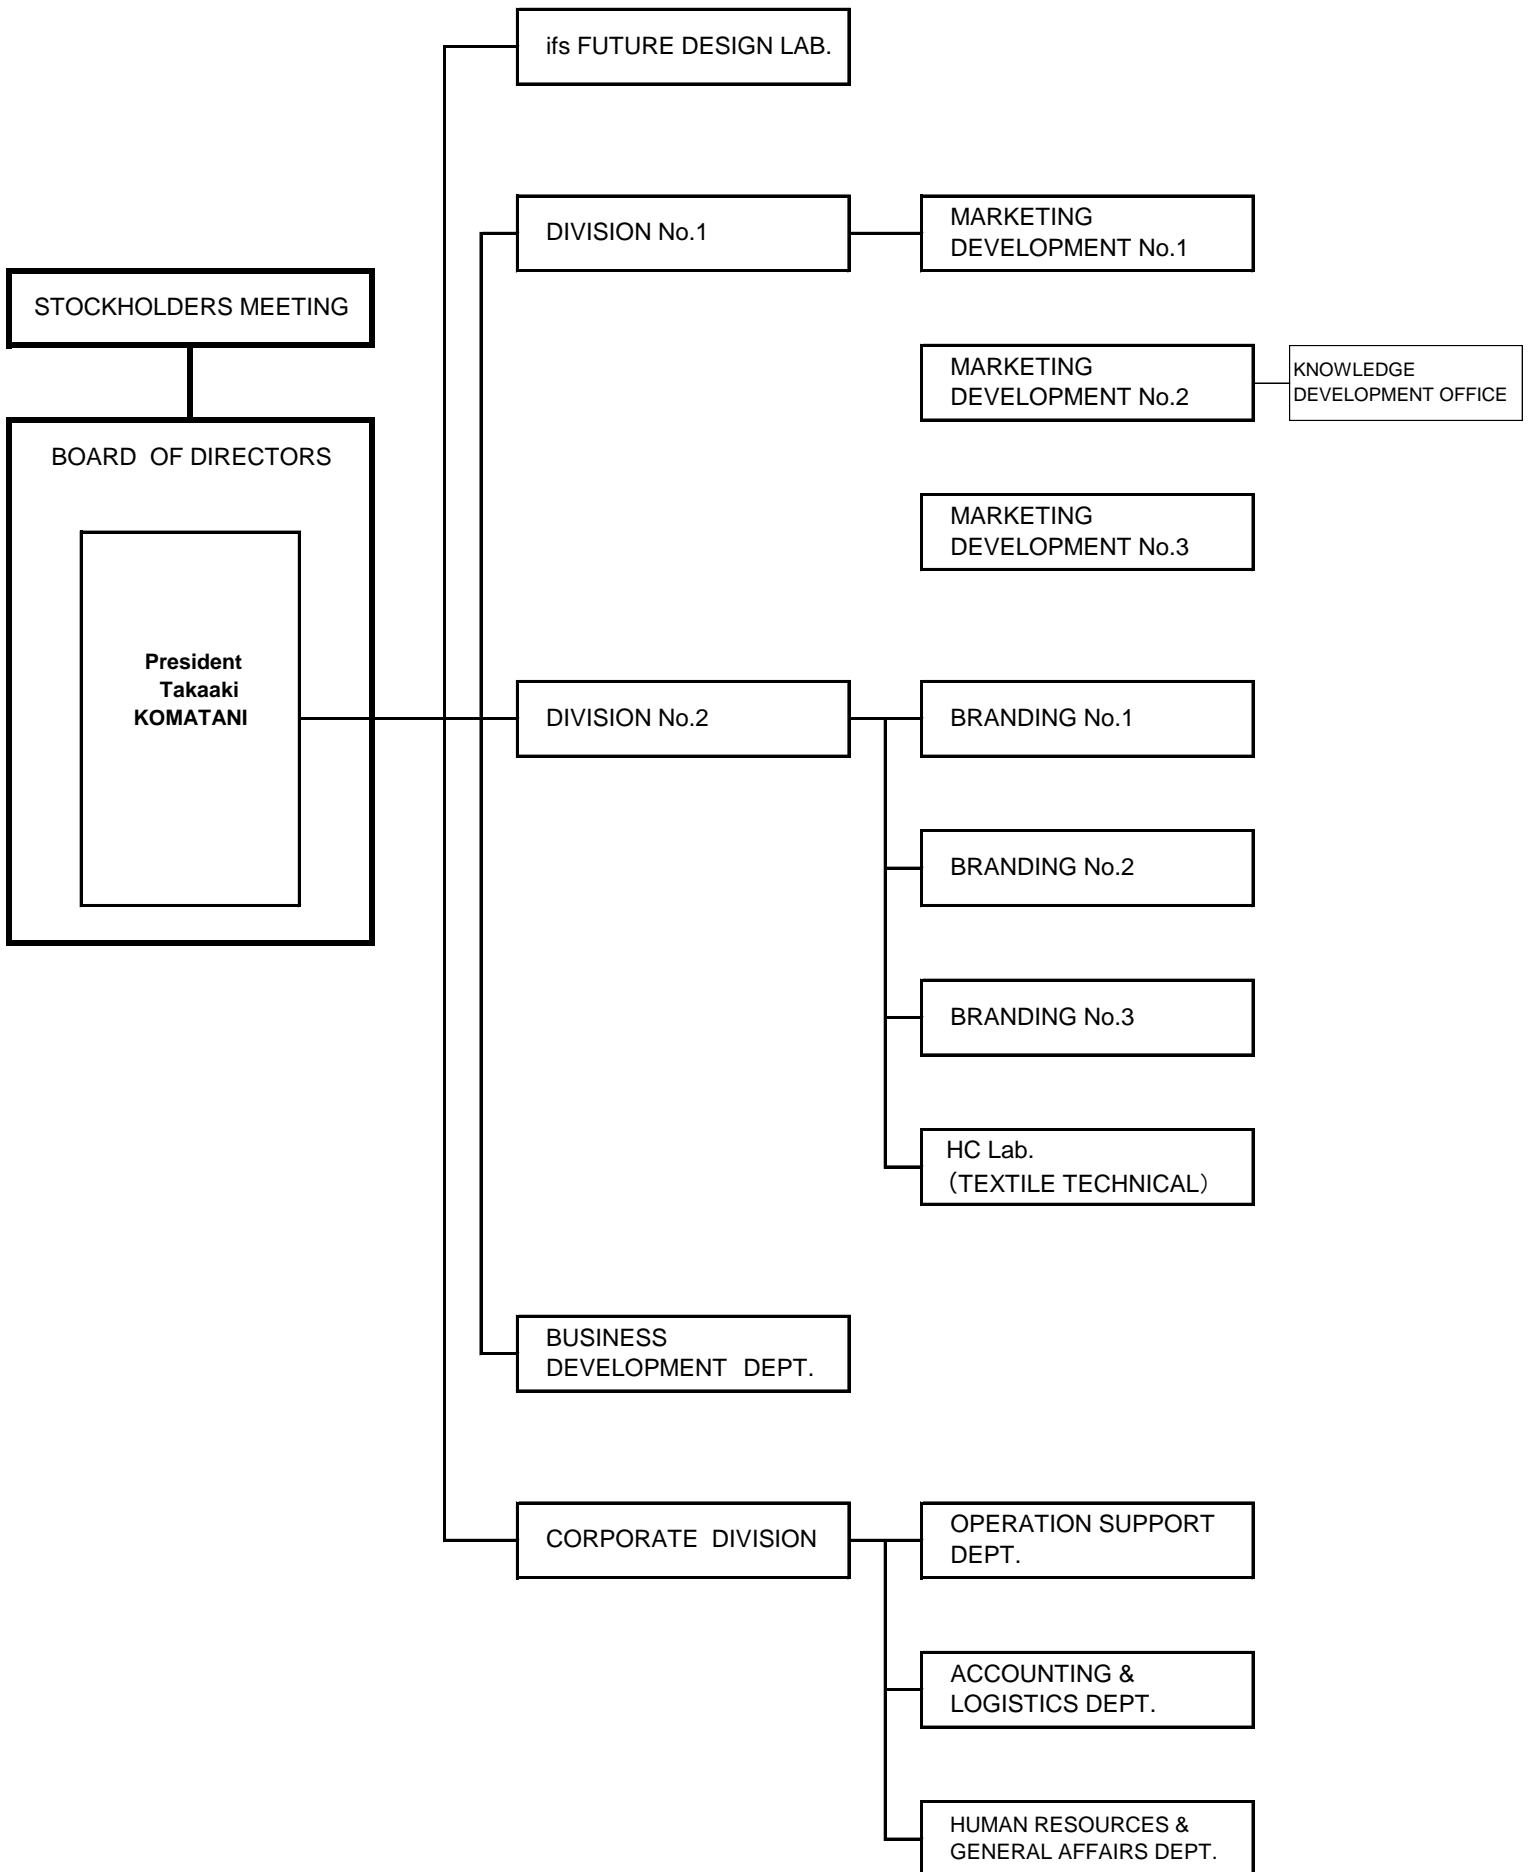 ifs FUTURE DESIGN LAB.
DIVISION No.1
MARKETING
DEVELOPMENT No.1
STOCKHOLDERS MEETING
MARKETING
DEVELOPMENT No.2
KNOWLEDGE
DEVELOPMENT OFFICE
BOARD OF DIRECTORS
MARKETING
DEVELOPMENT No.3
President
Takaaki
KOMATANI
DIVISION No.2
BRANDING No.1
BRANDING No.2
BRANDING No.3
HC Lab.
（TEXTILE TECHNICAL）
BUSINESS
DEVELOPMENT DEPT.
CORPORATE DIVISION
OPERATION SUPPORT
DEPT.
ACCOUNTING &
LOGISTICS DEPT.
HUMAN RESOURCES &
GENERAL AFFAIRS DEPT.